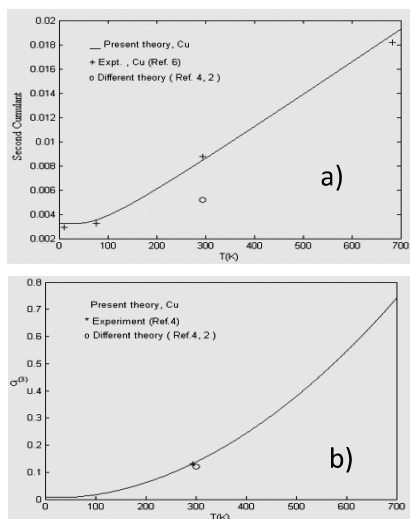 0.018
0.016
0.014
0.012
0.01
0.008
0.006
0.004
0.002
Second Cumulant
Present theory, Cu
+ Expt. , Cu (Ref. 6)
o Different theory ( Ref. 4, 2 )
a)
0 100 200 300 400 500 600 700
T(K)
0.8
0.7
0.6
0.5
σ(3)
0.4
0.3
0.2
0.1
0
Present theory, Cu
* Experiment (Ref.4)
o Different theory ( Ref.4, 2 )
b)
0 100 200 300 400 500 600 700
T(K)